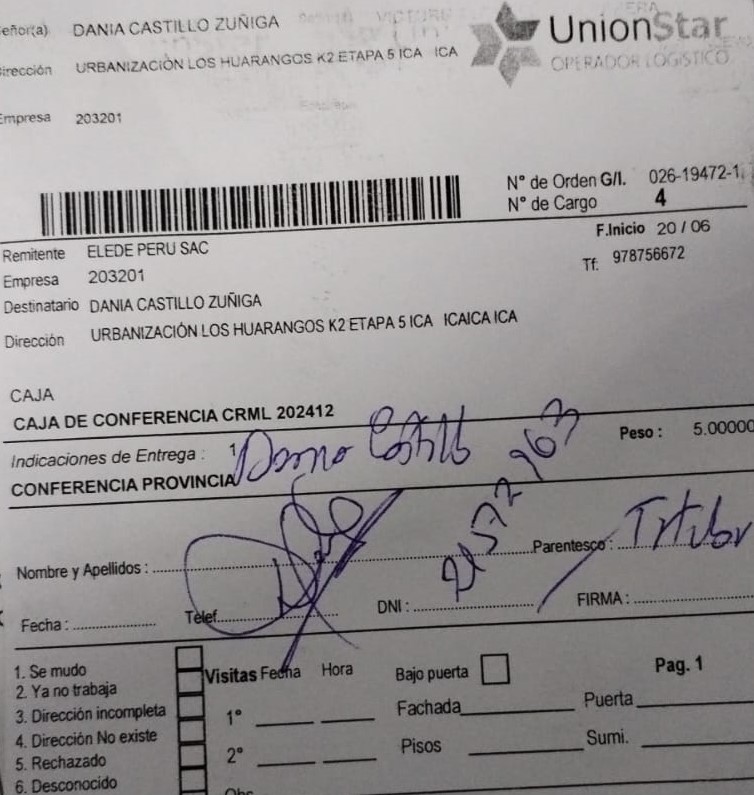 eñor(a) DANIA CASTILLO ZUÑIGA
irección URBANIZACIÓN LOS HUARANGOS K2 ETAPA 5 ICA ICA
Empresa 203201
UnionStar
OPERADOR LOGISTICO
N° de Orden G/I. 026-19472-1
N° de Cargo 4
F.Inicio 20 / 06
Tf. 978756672
Remitente ELEDE PERU SAC
Empresa 203201
Destinatario DANIA CASTILLO ZUÑIGA
Dirección URBANIZACIÓN LOS HUARANGOS K2 ETAPA 5 ICA ICAICA ICA
CAJA
CAJA DE CONFERENCIA CRML 202412
Indicaciones de Entrega : 1
Peso : 5.00000
CONFERENCIA PROVINCIA
Nombre y Apellidos :
Parentesco : Titular
Fecha : Telef. DNI : FIRMA :
1. Se mudo
2. Ya no trabaja
3. Dirección incompleta
4. Dirección No existe
5. Rechazado
6. Desconocido
Visitas Fecha Hora
1°
2°
Obs
Bajo puerta
Pag. 1
Fachada Puerta
Pisos Sumi.